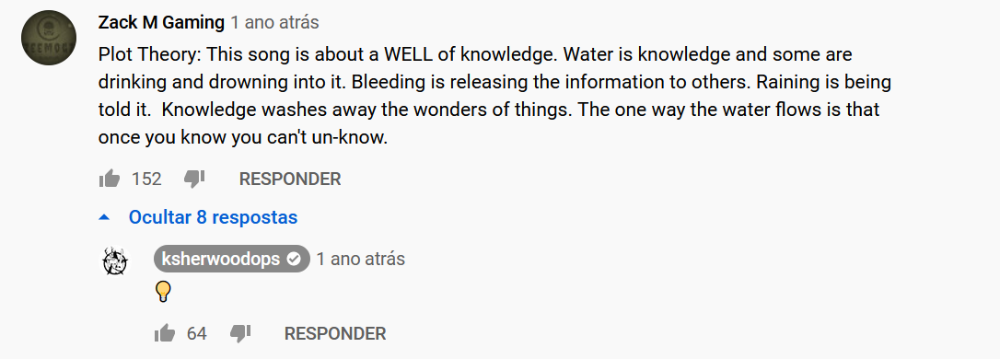 Zack M Gaming 1 ano atrás
Plot Theory: This song is about a WELL of knowledge. Water is knowledge and some are
drinking and drowning into it. Bleeding is releasing the information to others. Raining is being
told it.  Knowledge washes away the wonders of things. The one way the water flows is that
once you know you can't un-know.
152 RESPONDER
Ocultar 8 respostas
ksherwoodops 1 ano atrás
💡
64 RESPONDER